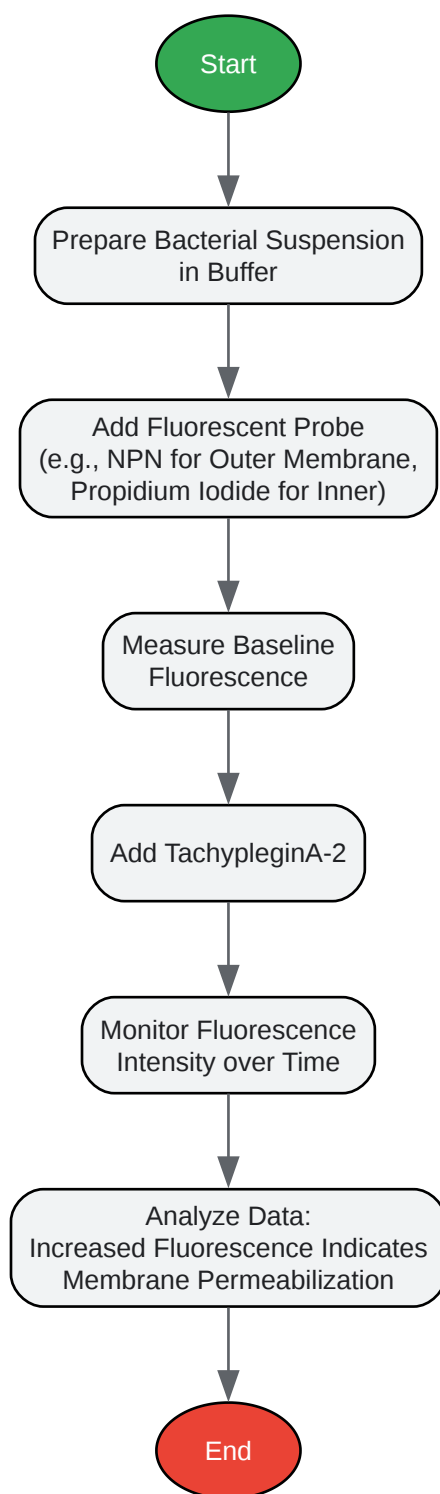 Start
Prepare Bacterial Suspension
in Buffer
Add Fluorescent Probe
(e.g., NPN for Outer Membrane,
Propidium Iodide for Inner)
Measure Baseline
Fluorescence
Add TachypleginA-2
Monitor Fluorescence
Intensity over Time
Analyze Data:
Increased Fluorescence Indicates
Membrane Permeabilization
End